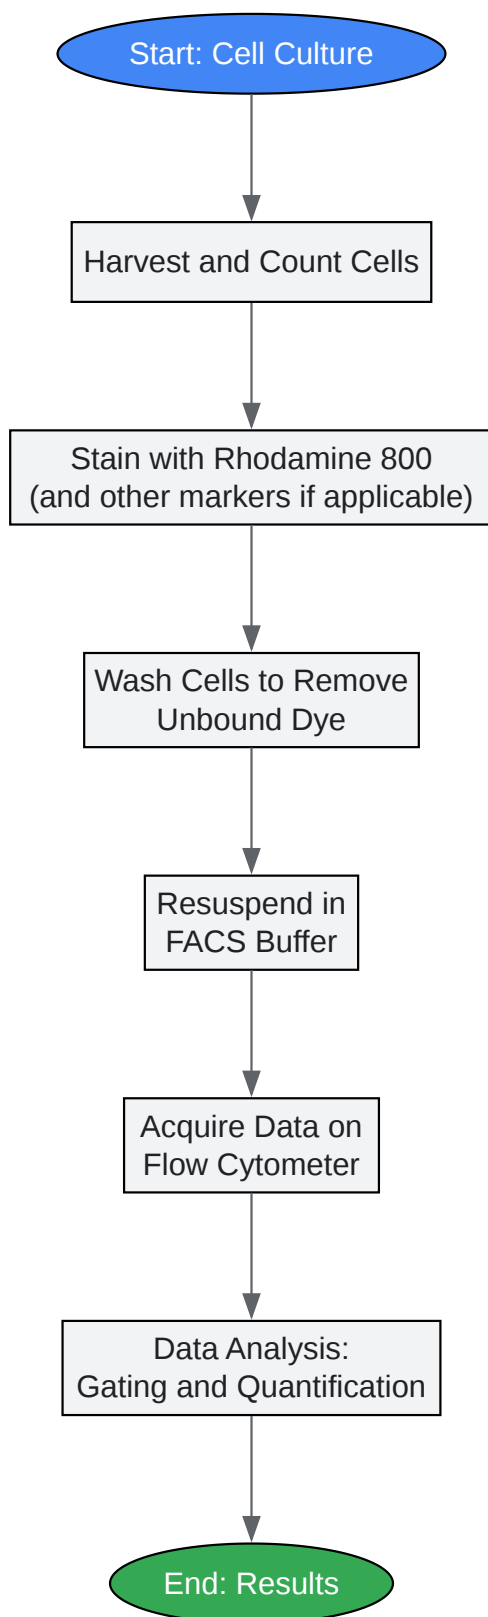 Start: Cell Culture
Harvest and Count Cells
Stain with Rhodamine 800
(and other markers if applicable)
Wash Cells to Remove
Unbound Dye
Resuspend in
FACS Buffer
Acquire Data on
Flow Cytometer
Data Analysis:
Gating and Quantification
End: Results